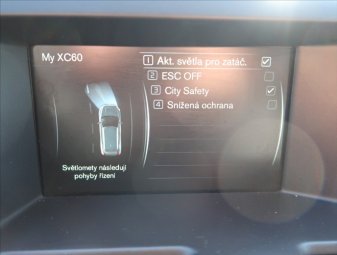 My XC60
1 Akt. světla pro zatáč.
2 ESC OFF
3 City Safety
4 Snížená ochrana
Světlomety následují
pohyby řízení